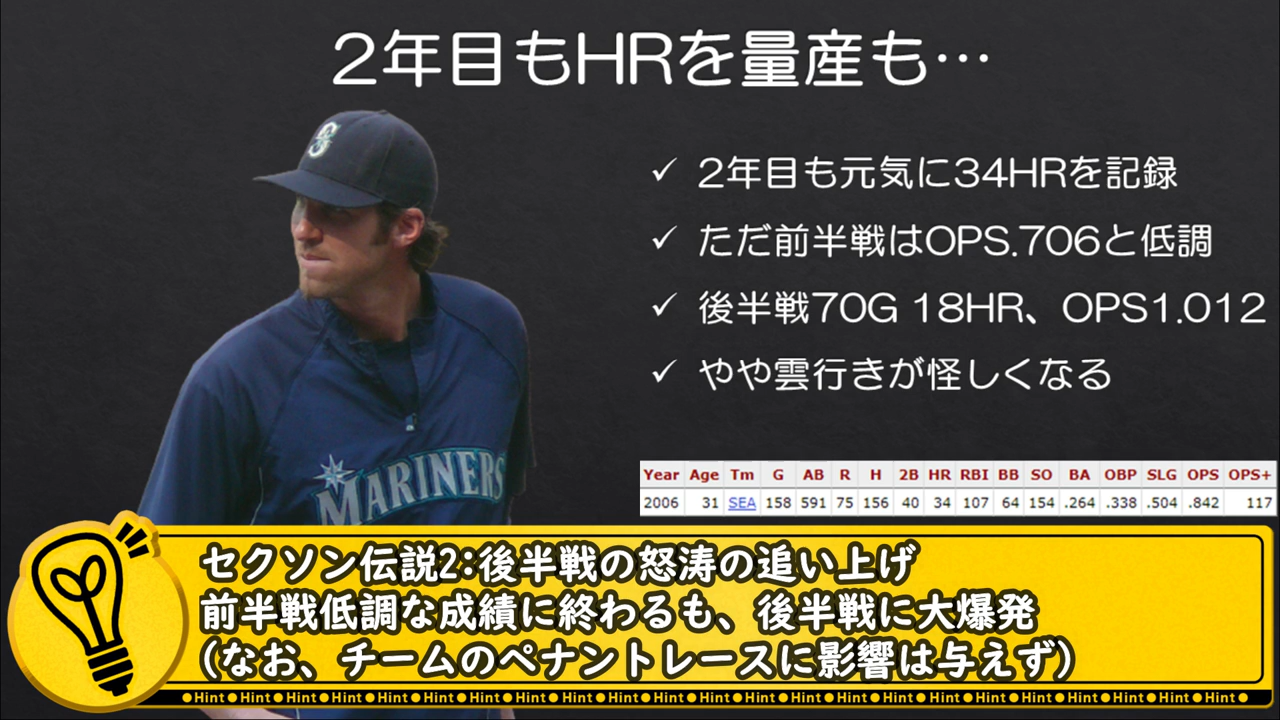 2年目もHRを量産も…
S
✓ 2年目も元気に34HRを記録
✓ ただ前半戦はOPS.706と低調
✓ 後半戦70G 18HR、OPS1.012
✓ やや雲行きが怪しくなる
MARINERS
Year Age Tm G AB R H 2B HR RBI BB SO BA OBP SLG OPS OPS+
2006 31 SEA 158 591 75 156 40 34 107 64 154 .264 .338 .504 .842 117
セクソン伝説2:後半戦の怒涛の追い上げ
前半戦低調な成績に終わるも、後半戦に大爆発
(なお、チームのペナントレースに影響は与えず)
●Hint●Hint●Hint●Hint●Hint●Hint●Hint●Hint●Hint●Hint●Hint●Hint●Hint●Hint●Hint●Hint●Hint●Hint●Hint●Hint●Hint●Hint●Hint●